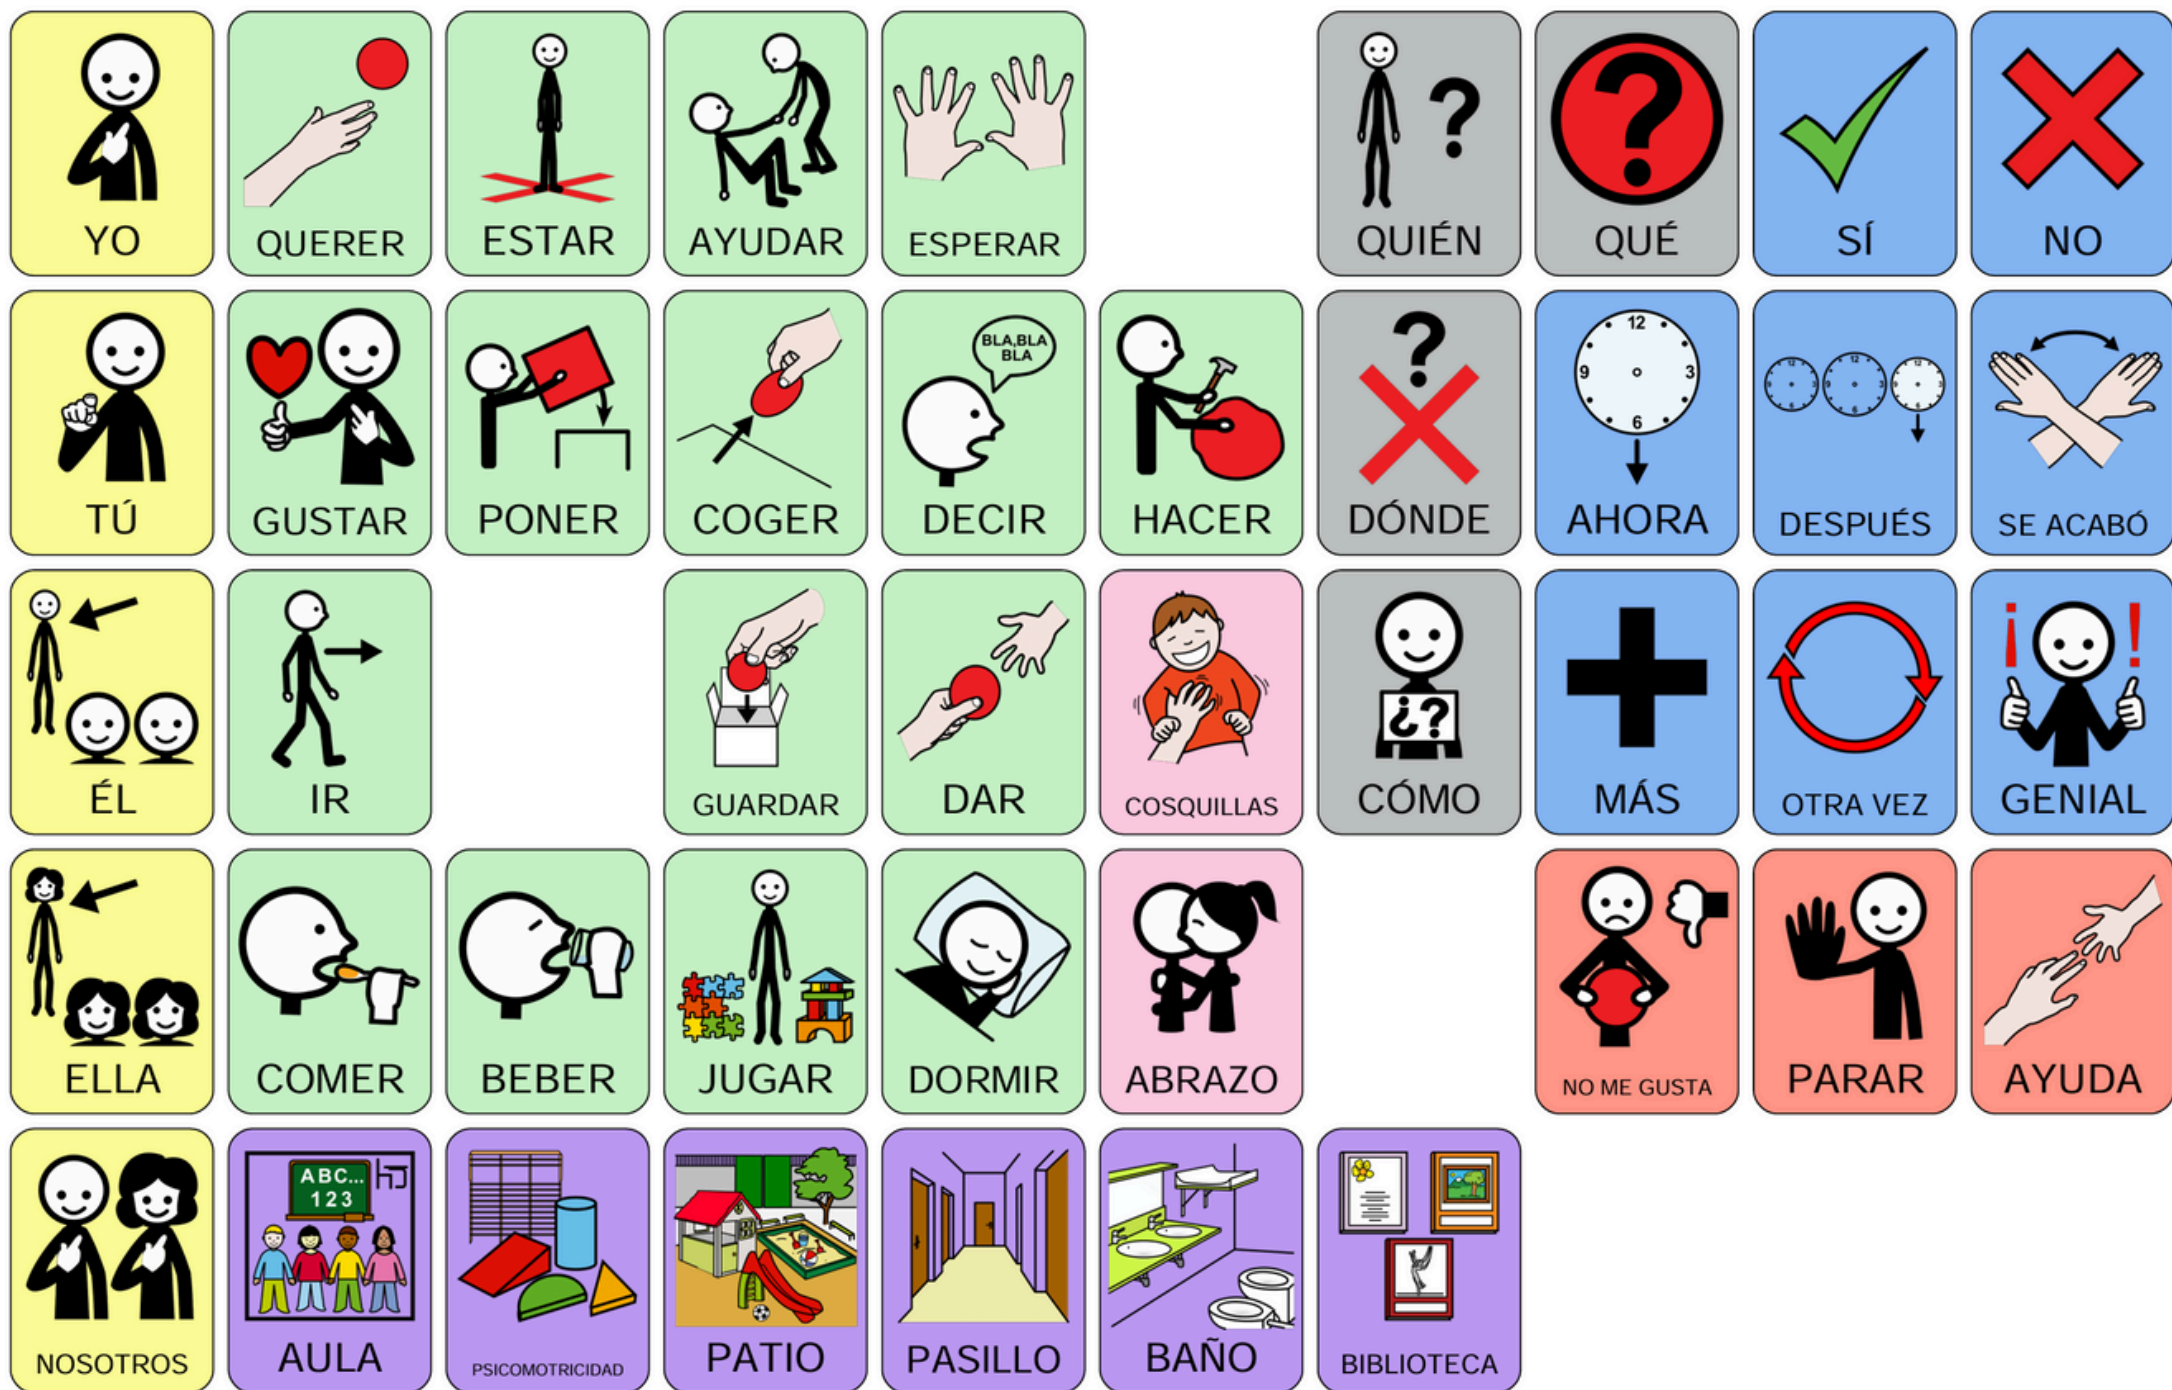 YO
QUERER
ESTAR
AYUDAR
ESPERAR
QUIÉN
?
QUÉ
?
SÍ
NO
TÚ
GUSTAR
PONER
COGER
BLA,BLA
BLA
DECIR
HACER
?
DÓNDE
12
9 3
6
AHORA
DESPUÉS
SE ACABÓ
ÉL
IR
GUARDAR
DAR
COSQUILLAS
¿?
CÓMO
MÁS
OTRA VEZ
¡ !
GENIAL
ELLA
COMER
BEBER
JUGAR
DORMIR
ABRAZO
NO ME GUSTA
PARAR
AYUDA
NOSOTROS
ABC...
123
AULA
PSICOMOTRICIDAD
PATIO
PASILLO
BAÑO
BIBLIOTECA